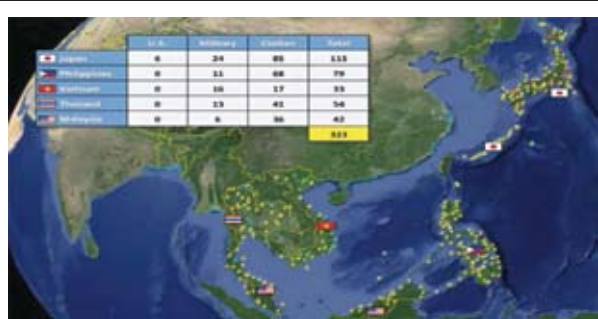 U.S. Military Civilian Total
Japan 6 24 85 115
Philippines 0 11 68 79
Vietnam 0 16 17 33
Thailand 0 13 41 54
Malaysia 0 6 36 42
323